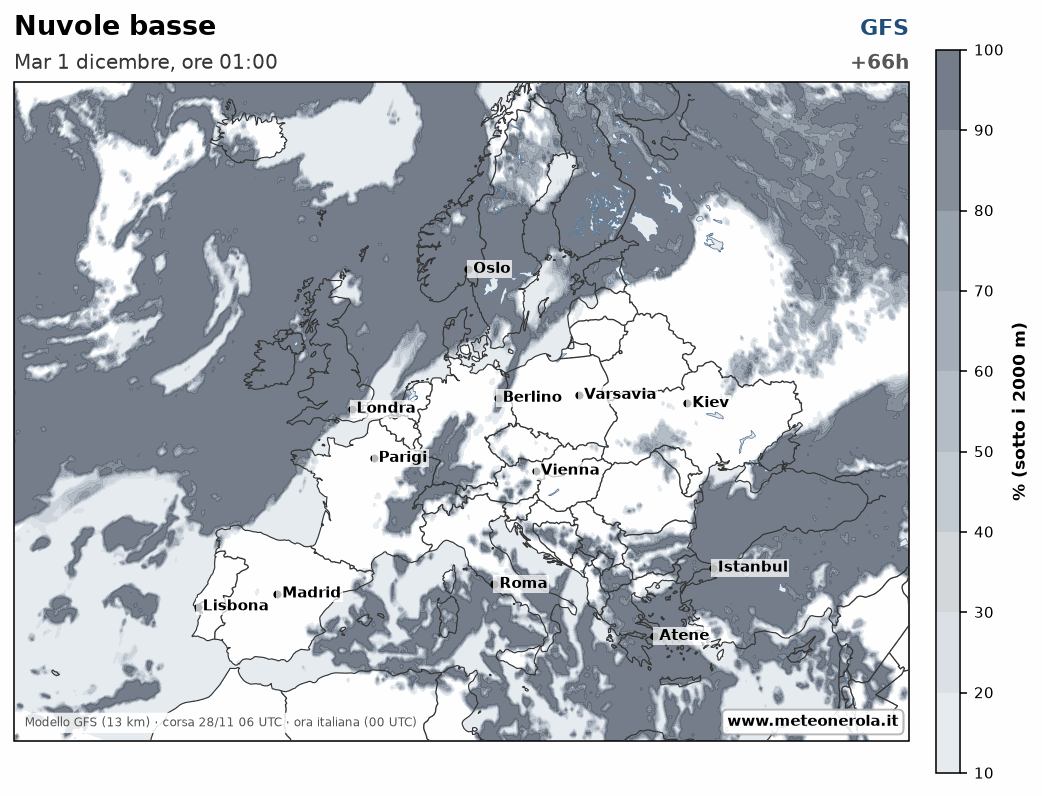 Nuvole basse
GFS
Mar 1 dicembre, ore 01:00
+66h
100
90
80
70
60
50
40
30
20
10
% (sotto i 2000 m)
Oslo
Londra
Berlino
Varsavia
Kiev
Parigi
Vienna
Istanbul
Roma
Madrid
Lisbona
Atene
Modello GFS (13 km) · corsa 28/11 06 UTC · ora italiana (00 UTC)
www.meteonerola.it